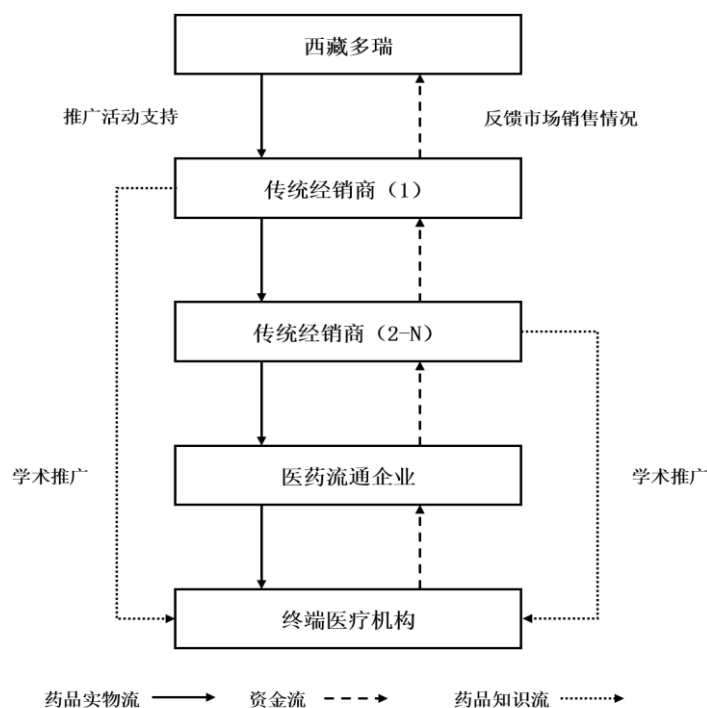 西藏多瑞
推广活动支持
反馈市场销售情况
传统经销商（1）
传统经销商（2-N）
医药流通企业
学术推广
学术推广
终端医疗机构
药品实物流
资金流
药品知识流